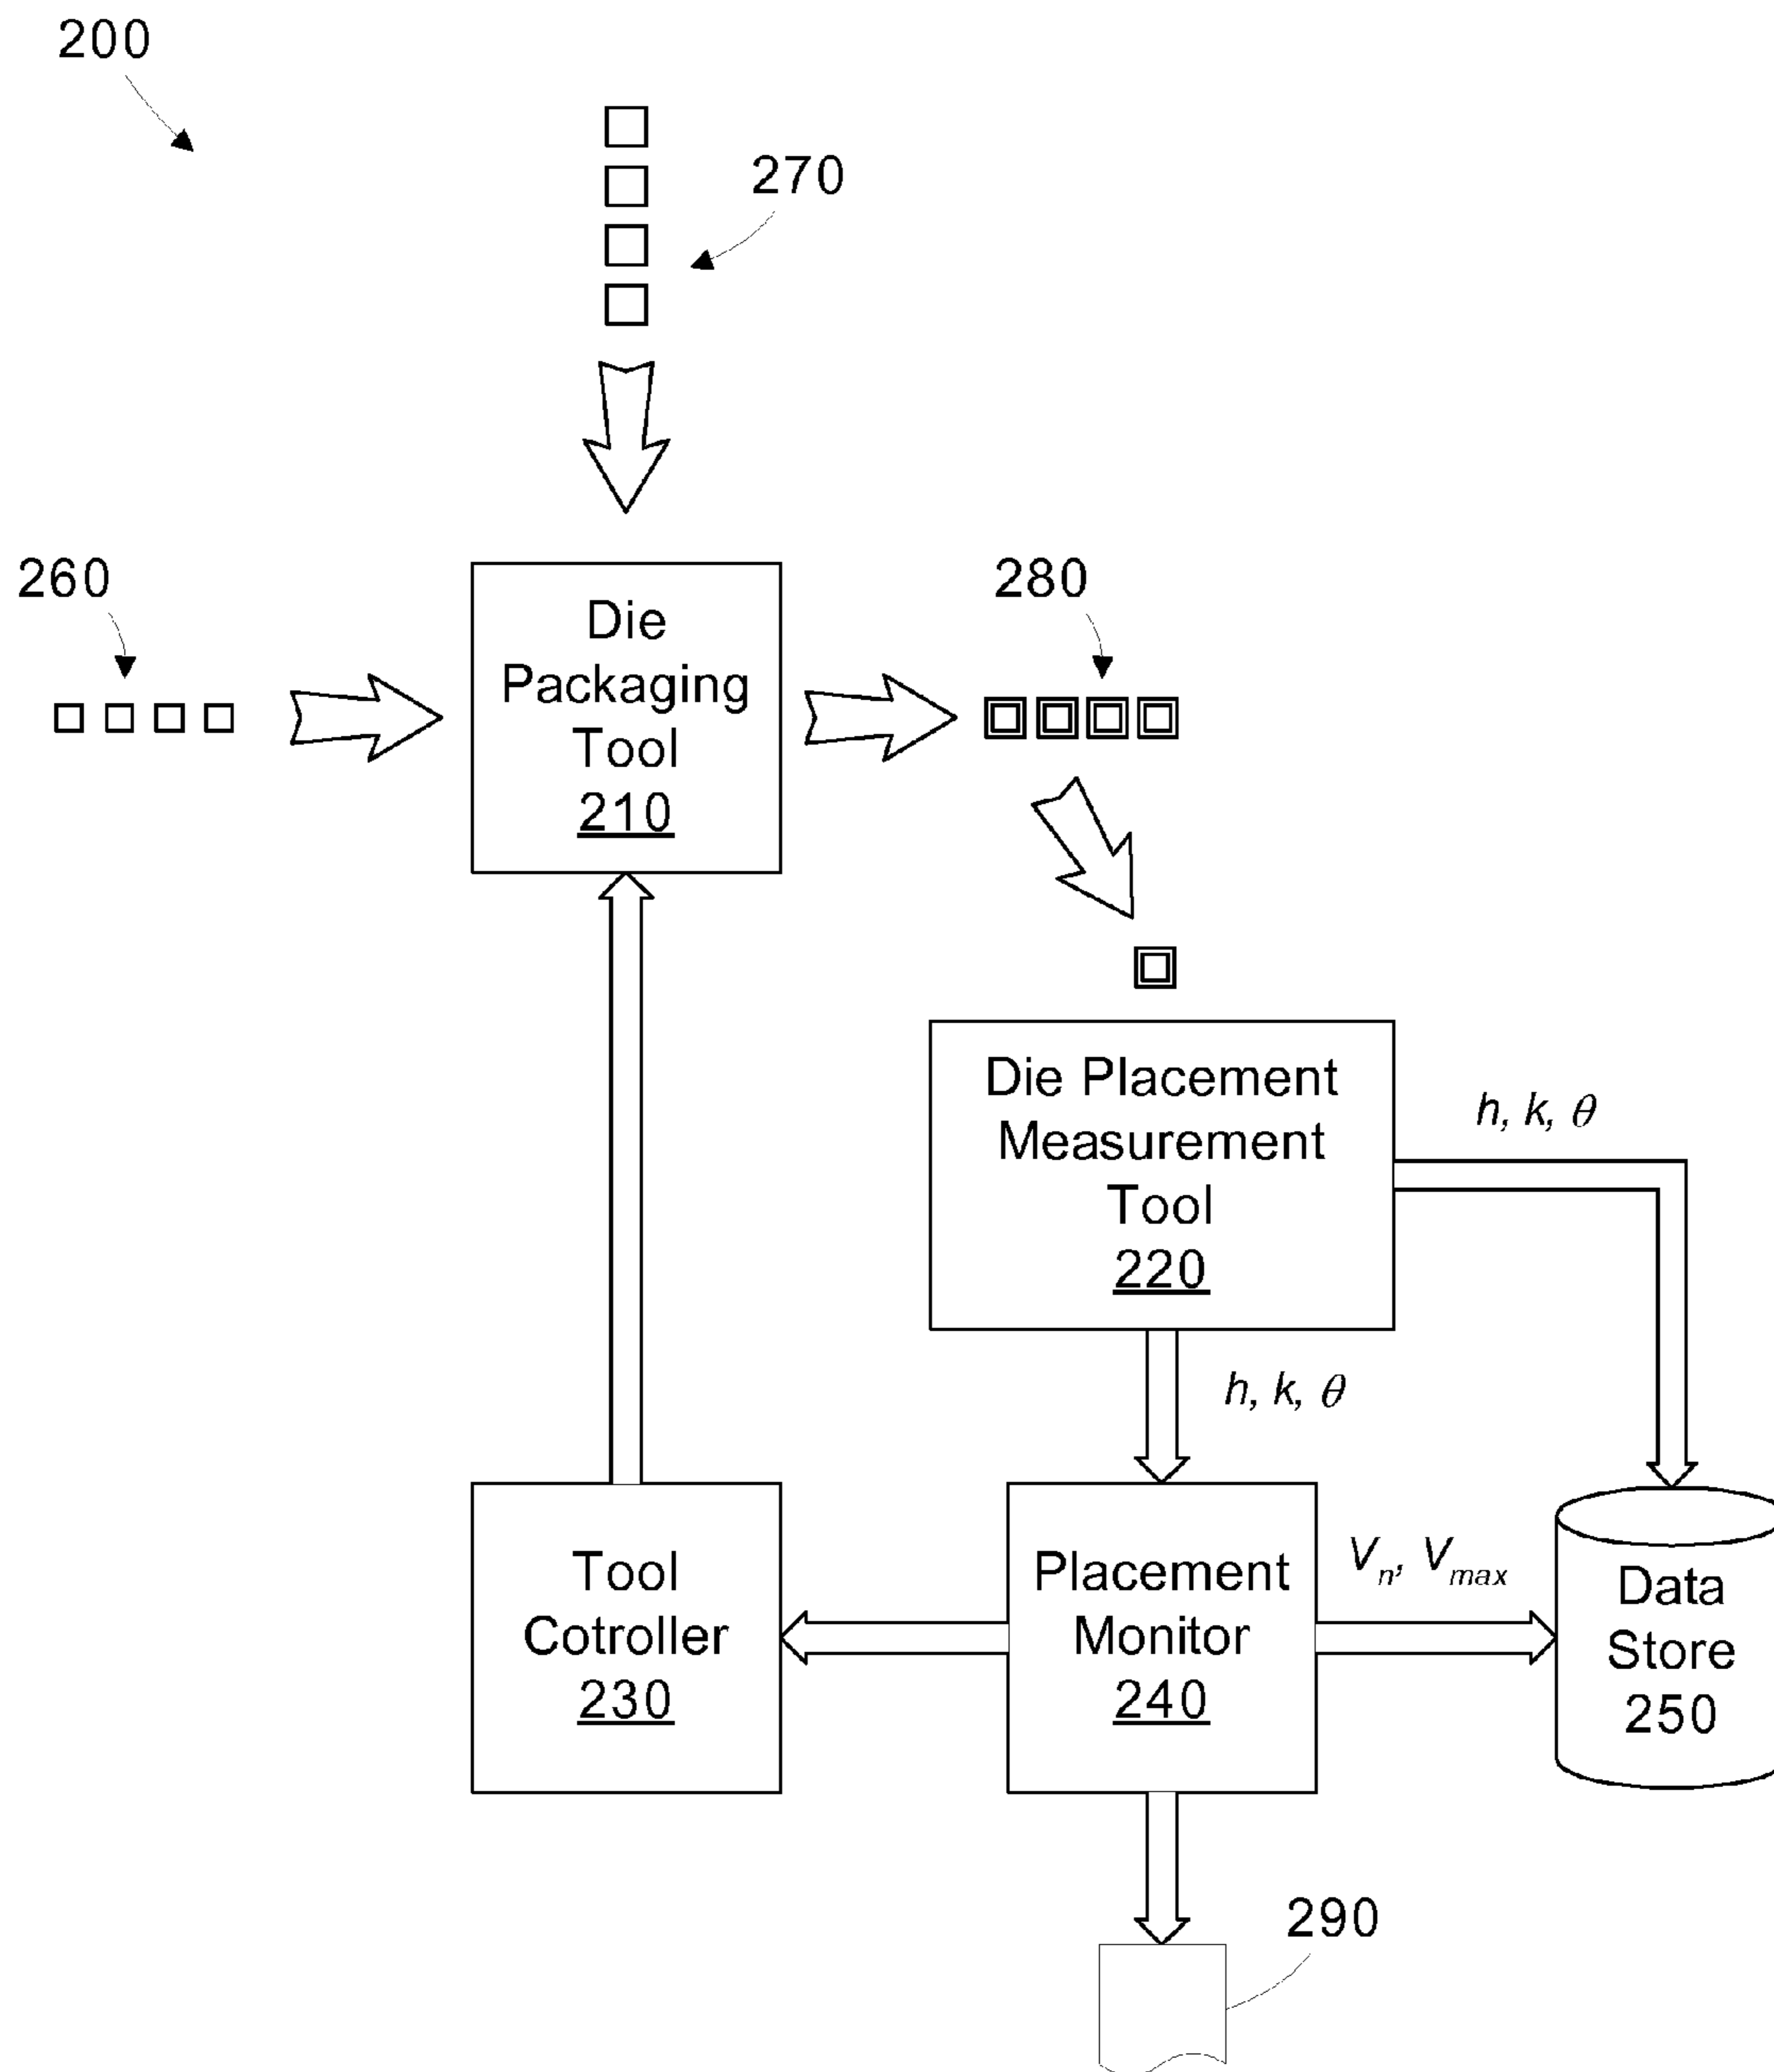 200
270
260
280
Die
Packaging
Tool
210
Die Placement
Measurement
Tool
220
h, k, θ
h, k, θ
Tool
Cotroller
230
Placement
Monitor
240
Vn, Vmax
Data
Store
250
290